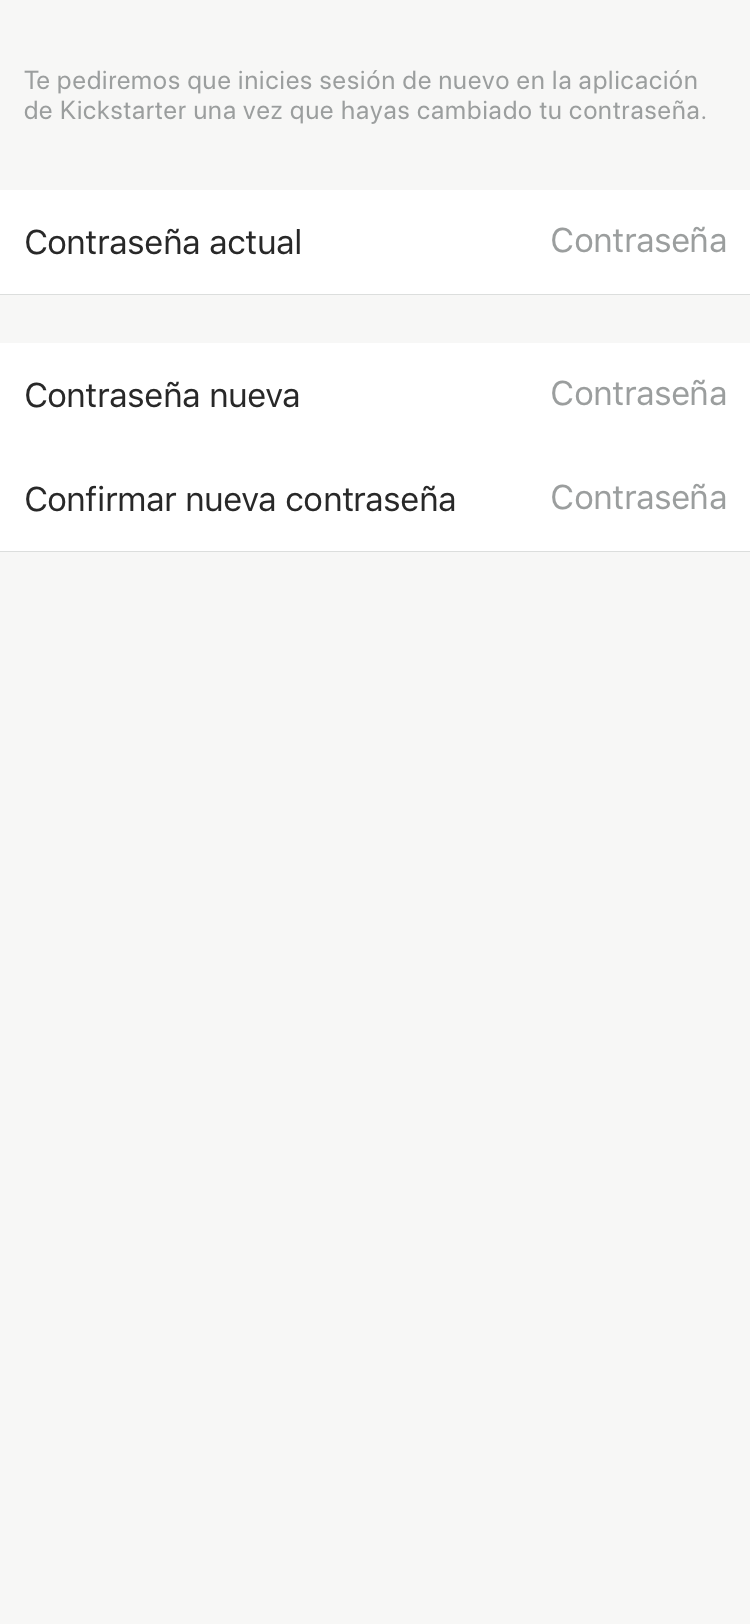 Te pediremos que inicies sesión de nuevo en la aplicación
de Kickstarter una vez que hayas cambiado tu contraseña.
Contraseña actual Contraseña
Contraseña nueva Contraseña
Confirmar nueva contraseña Contraseña